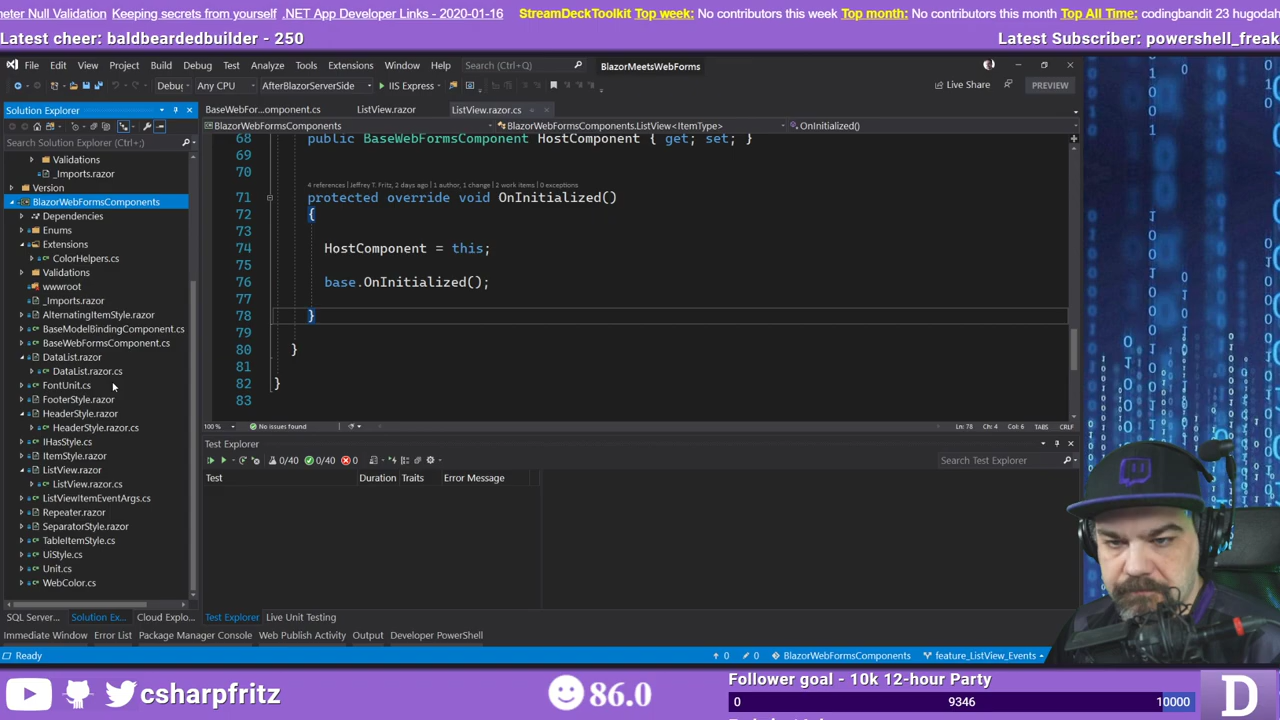 meter Null Validation Keeping secrets from yourself .NET App Developer Links - 2020-01-16 StreamDeckToolkit Top week: No contributors this week Top month: No contributors this month Top All Time: codingbandit 23 hugodah
Latest cheer: baldbeardedbuilder - 250
Latest Subscriber: powershell_freak
File Edit View Project Build Debug Test Analyze Tools Extensions Window Help Search (Ctrl+Q) BlazorMeetsWebForms
Debug Any CPU AfterBlazorServerSide IIS Express Live Share PREVIEW
Solution Explorer
Search Solution Explorer (Ctrl+;)
Validations
_Imports.razor
Version
BlazorWebFormsComponents
Dependencies
Enums
Extensions
ColorHelpers.cs
Validations
wwwroot
_Imports.razor
AlternatingItemStyle.razor
BaseModelBindingComponent.cs
BaseWebFormsComponent.cs
DataList.razor
DataList.razor.cs
FontUnit.cs
FooterStyle.razor
HeaderStyle.razor
HeaderStyle.razor.cs
IHasStyle.cs
ItemStyle.razor
ListView.razor
ListView.razor.cs
ListViewItemEventArgs.cs
Repeater.razor
SeparatorStyle.razor
TableItemStyle.cs
UiStyle.cs
Unit.cs
WebColor.cs
BaseWebFor...omponent.cs ListView.razor ListView.razor.cs
BlazorWebFormsComponents BlazorWebFormsComponents.ListView<ItemType> OnInitialized()
68 public BaseWebFormsComponent HostComponent { get; set; }
69
70
4 references | Jeffrey T. Fritz, 2 days ago | 1 author, 1 change | 2 work items | 0 exceptions
71 protected override void OnInitialized()
72 {
73
74 HostComponent = this;
75
76 base.OnInitialized();
77
78 }
79
80 }
81
82 }
83
100 % No issues found Ln: 78 Ch: 4 Col: 6 TABS CRLF
Test Explorer
0/40 0/40 0 Search Test Explorer
Test Duration Traits Error Message
SQL Server... Solution Ex... Cloud Explo... Test Explorer Live Unit Testing
Immediate Window Error List Package Manager Console Web Publish Activity Output Developer PowerShell
Ready 0 0 BlazorWebFormsComponents feature_ListView_Events
csharpfritz 86.0
Follower goal - 10k 12-hour Party
0 9346 10000